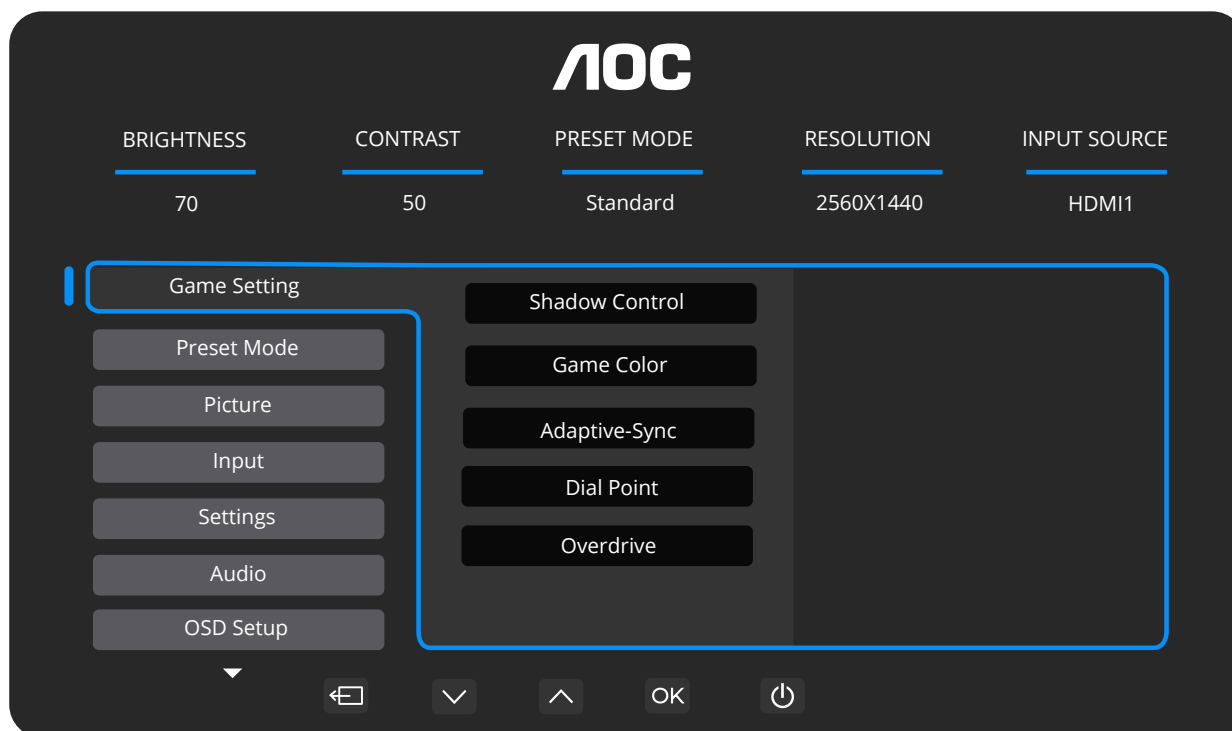 AOC
BRIGHTNESS CONTRAST PRESET MODE RESOLUTION INPUT SOURCE
70 50 Standard 2560X1440 HDMI1
Game Setting
Preset Mode
Picture
Input
Settings
Audio
OSD Setup
Shadow Control
Game Color
Adaptive-Sync
Dial Point
Overdrive
OK